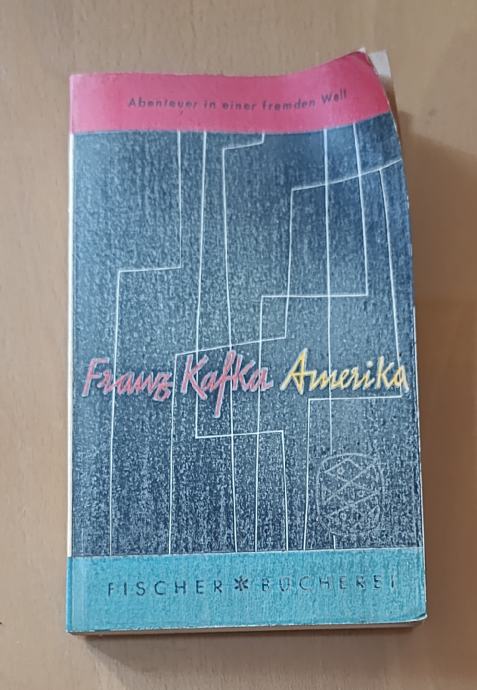 Abenteuer in einer fremden Welt
Franz Kafka Amerika
FISCHER * BÜCHEREI